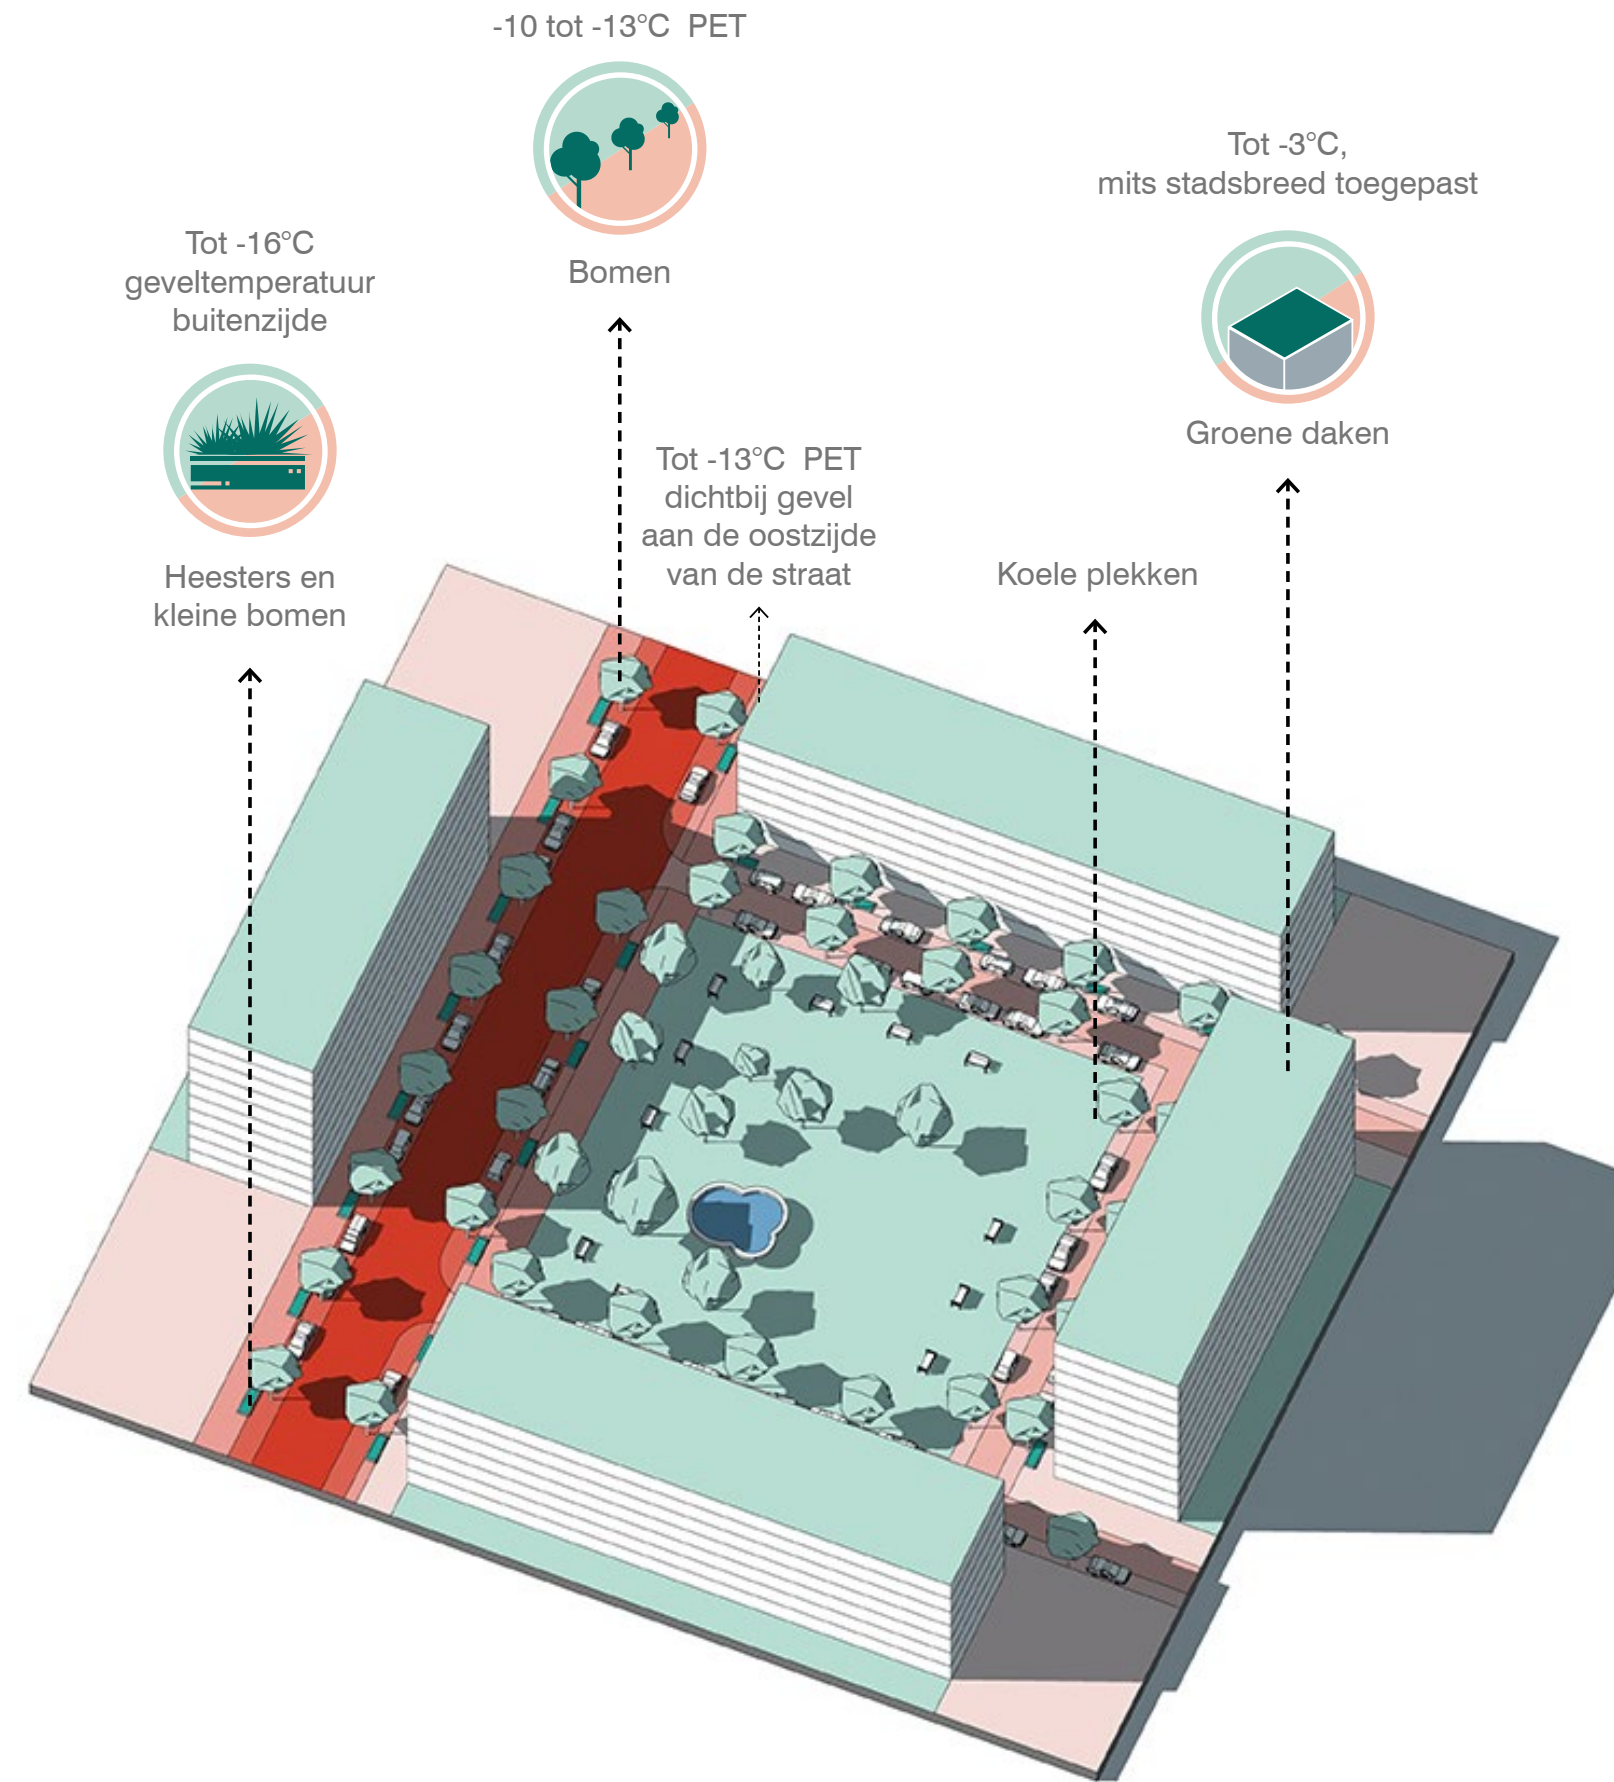 -10 tot -13°C  PET
Bomen
Tot -3°C,
mits stadsbreed toegepast
Groene daken
Tot -16°C
geveltemperatuur
buitenzijde
Heesters en
kleine bomen
Tot -13°C  PET
dichtbij gevel
aan de oostzijde
van de straat
Koele plekken